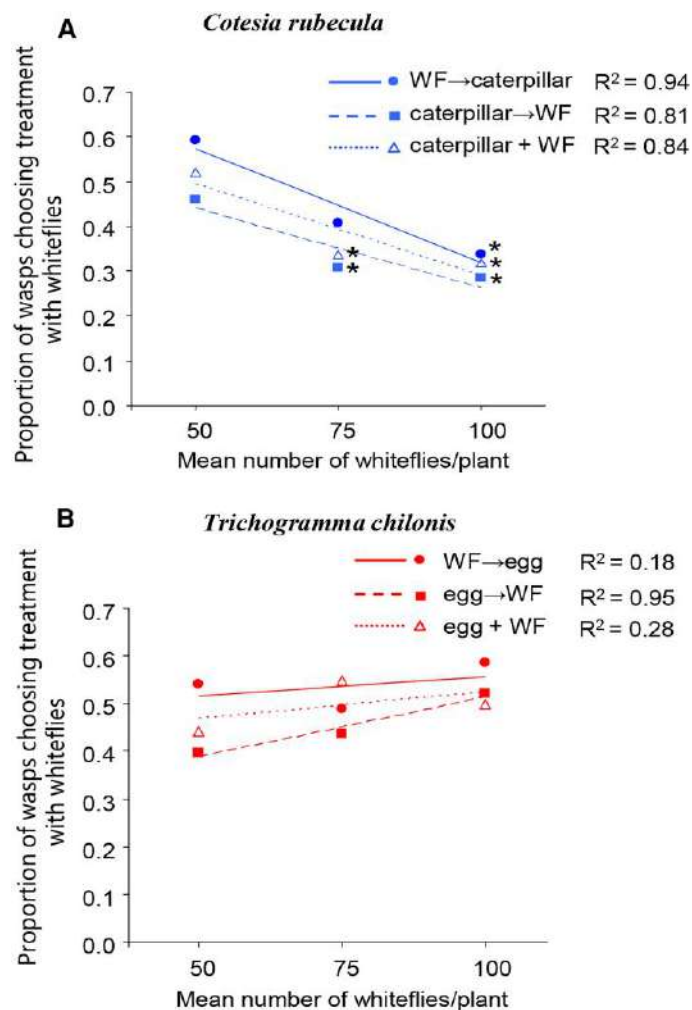 A
Cotesia rubecula
WF→caterpillar R² = 0.94
caterpillar→WF R² = 0.81
caterpillar + WF R² = 0.84
Proportion of wasps choosing treatment
with whiteflies
0.7
0.6
0.5
0.4
0.3
0.2
0.1
0.0
*
*
*
*
*
50 75 100
Mean number of whiteflies/plant
B
Trichogramma chilonis
WF→egg R² = 0.18
egg→WF R² = 0.95
egg + WF R² = 0.28
Proportion of wasps choosing treatment
with whiteflies
0.7
0.6
0.5
0.4
0.3
0.2
0.1
0.0
50 75 100
Mean number of whiteflies/plant